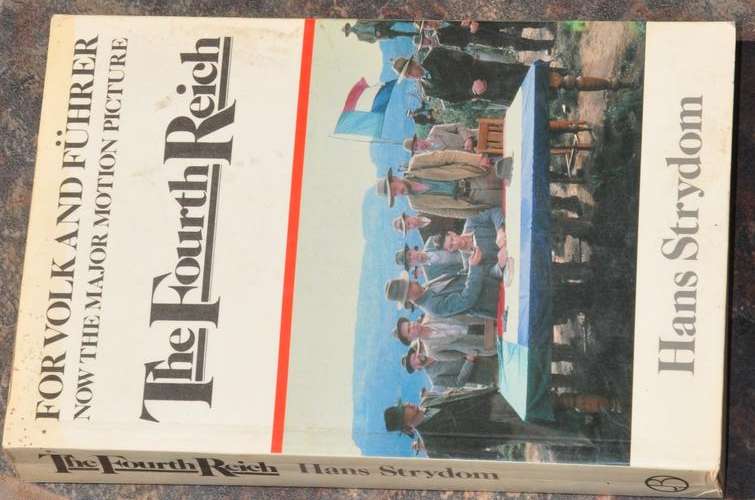 FOR VOLK AND FÜHRER
NOW THE MAJOR MOTION PICTURE
The Fourth Reich
Hans Strydom
The Fourth Reich Hans Strydom